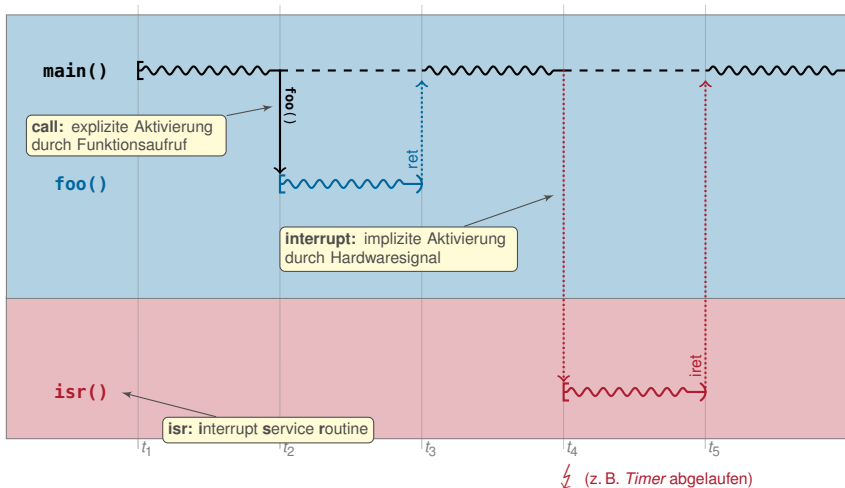 main()
foo()
call: explizite Aktivierung
durch Funktionsaufruf
ret
foo()
interrupt: implizite Aktivierung
durch Hardwaresignal
iret
isr()
isr: interrupt service routine
t1 t2 t3 t4 t5
(z. B. Timer abgelaufen)